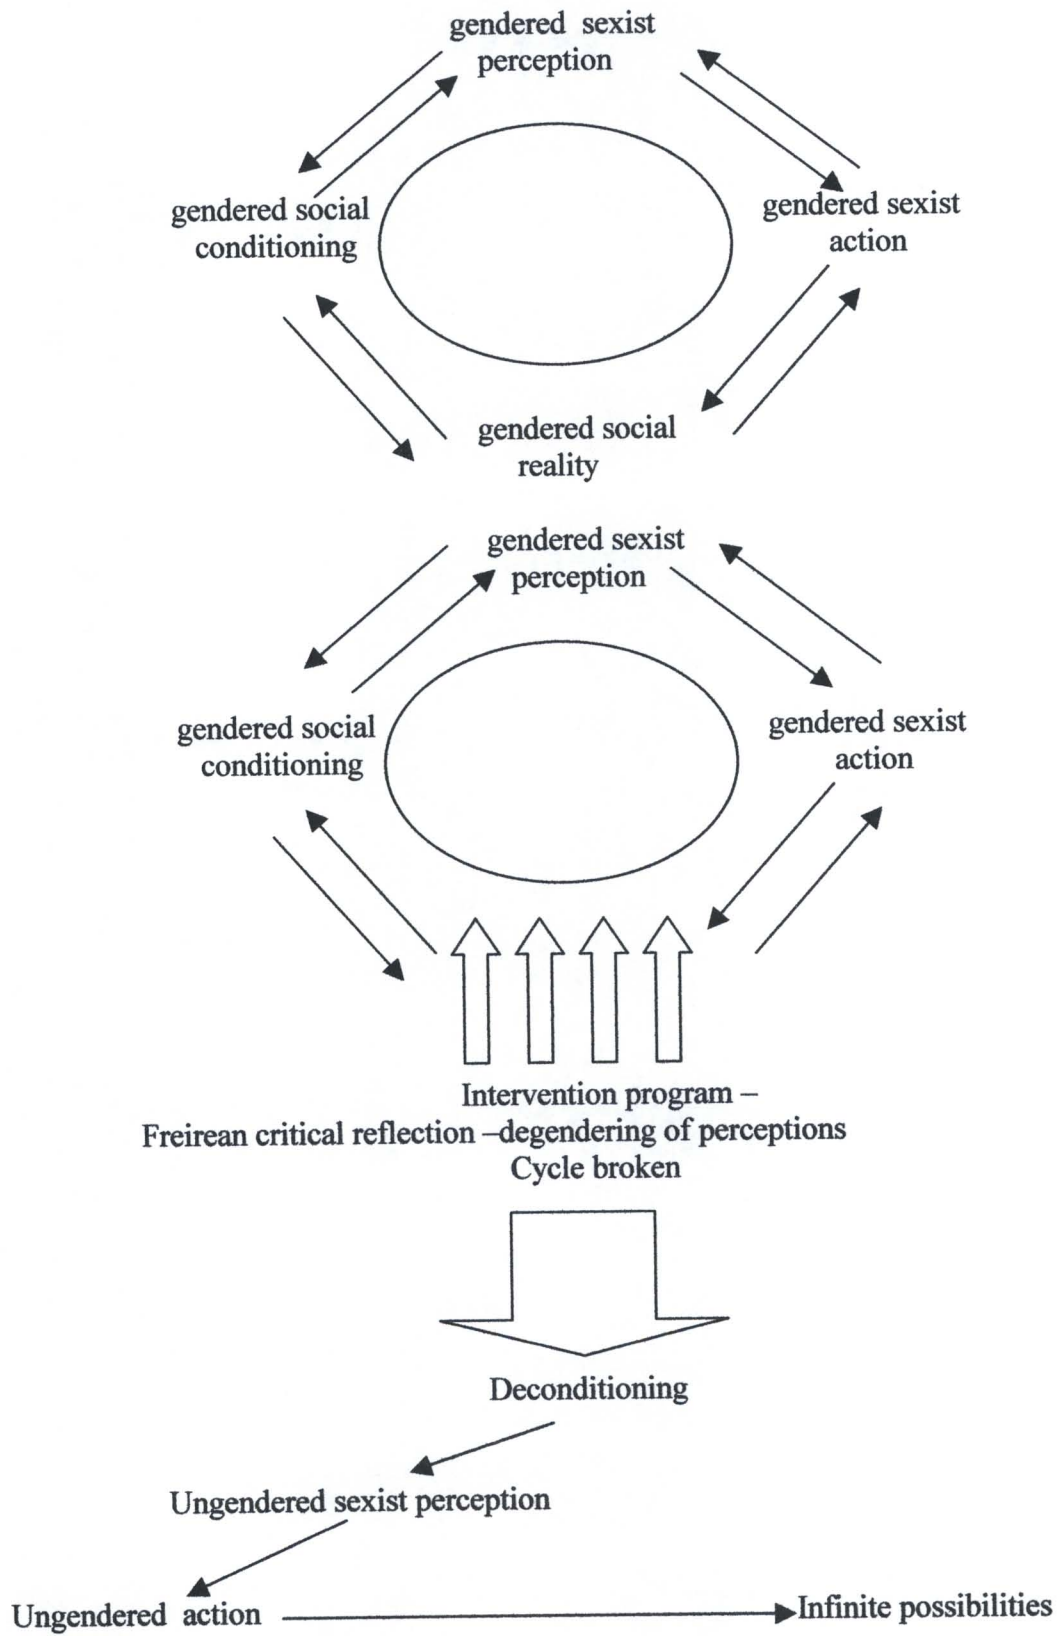 gendered sexist
perception
gendered social
conditioning
gendered sexist
action
gendered social
reality
gendered sexist
perception
gendered social
conditioning
gendered sexist
action
Intervention program –
Freirean critical reflection –degendering of perceptions
Cycle broken
Deconditioning
Ungendered sexist perception
Ungendered action
Infinite possibilities